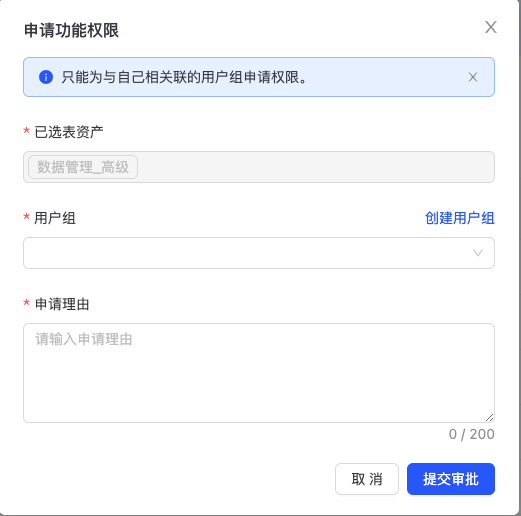 申请功能权限
只能为与自己相关联的用户组申请权限。
* 已选表资产
数据管理_高级
* 用户组 创建用户组
* 申请理由
请输入申请理由
0 / 200
取 消 提交审批